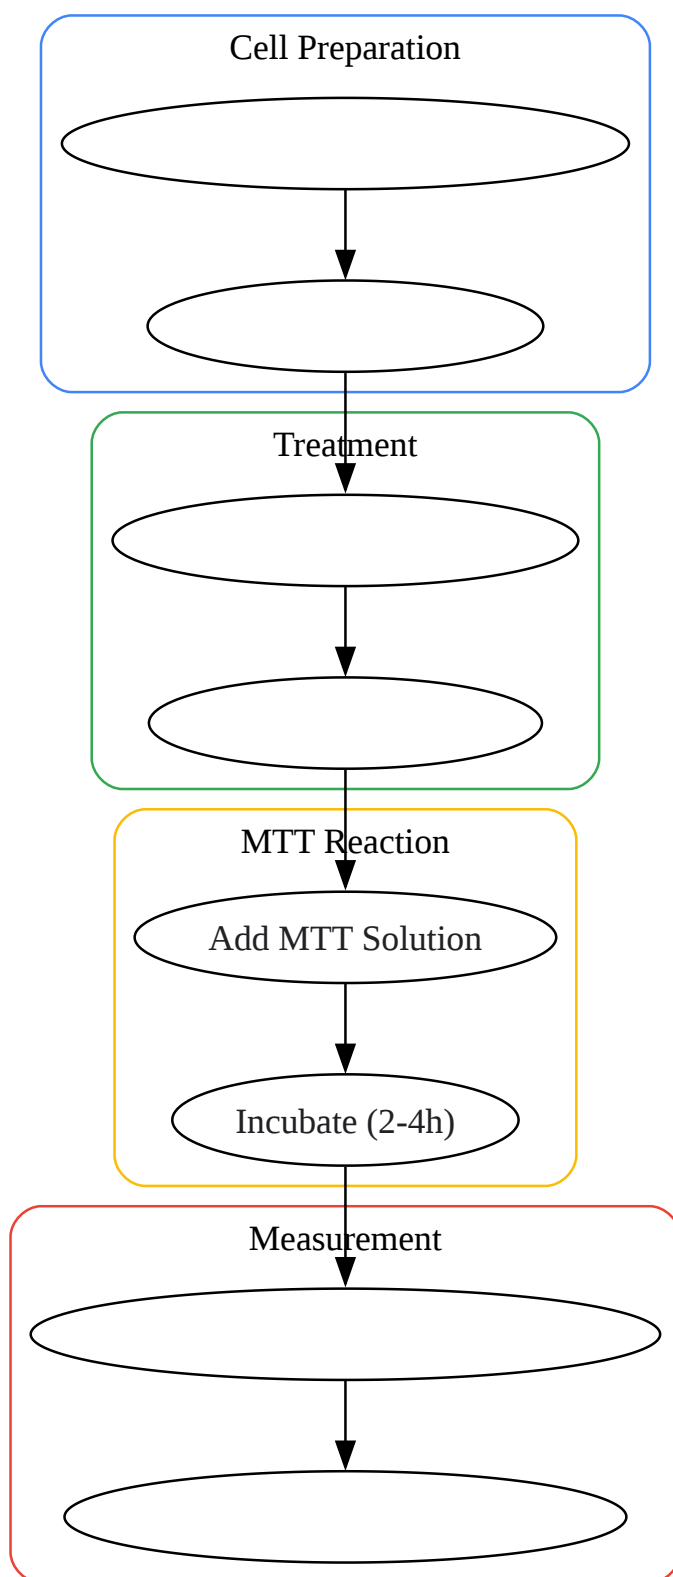 Cell Preparation
Treatment
MTT Reaction
Add MTT Solution
Incubate (2-4h)
Measurement